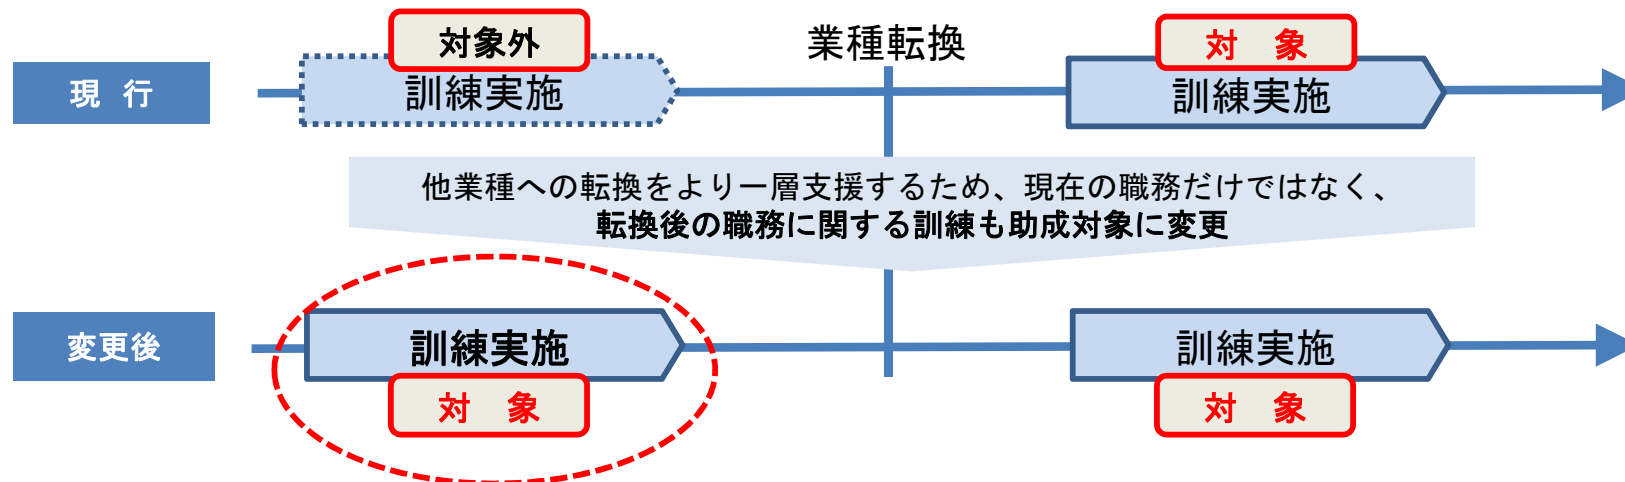 対象外
業種転換
対　象
現　行
訓練実施
訓練実施
他業種への転換をより一層支援するため、現在の職務だけではなく、
転換後の職務に関する訓練も助成対象に変更
変更後
訓練実施
訓練実施
対　象
対　象